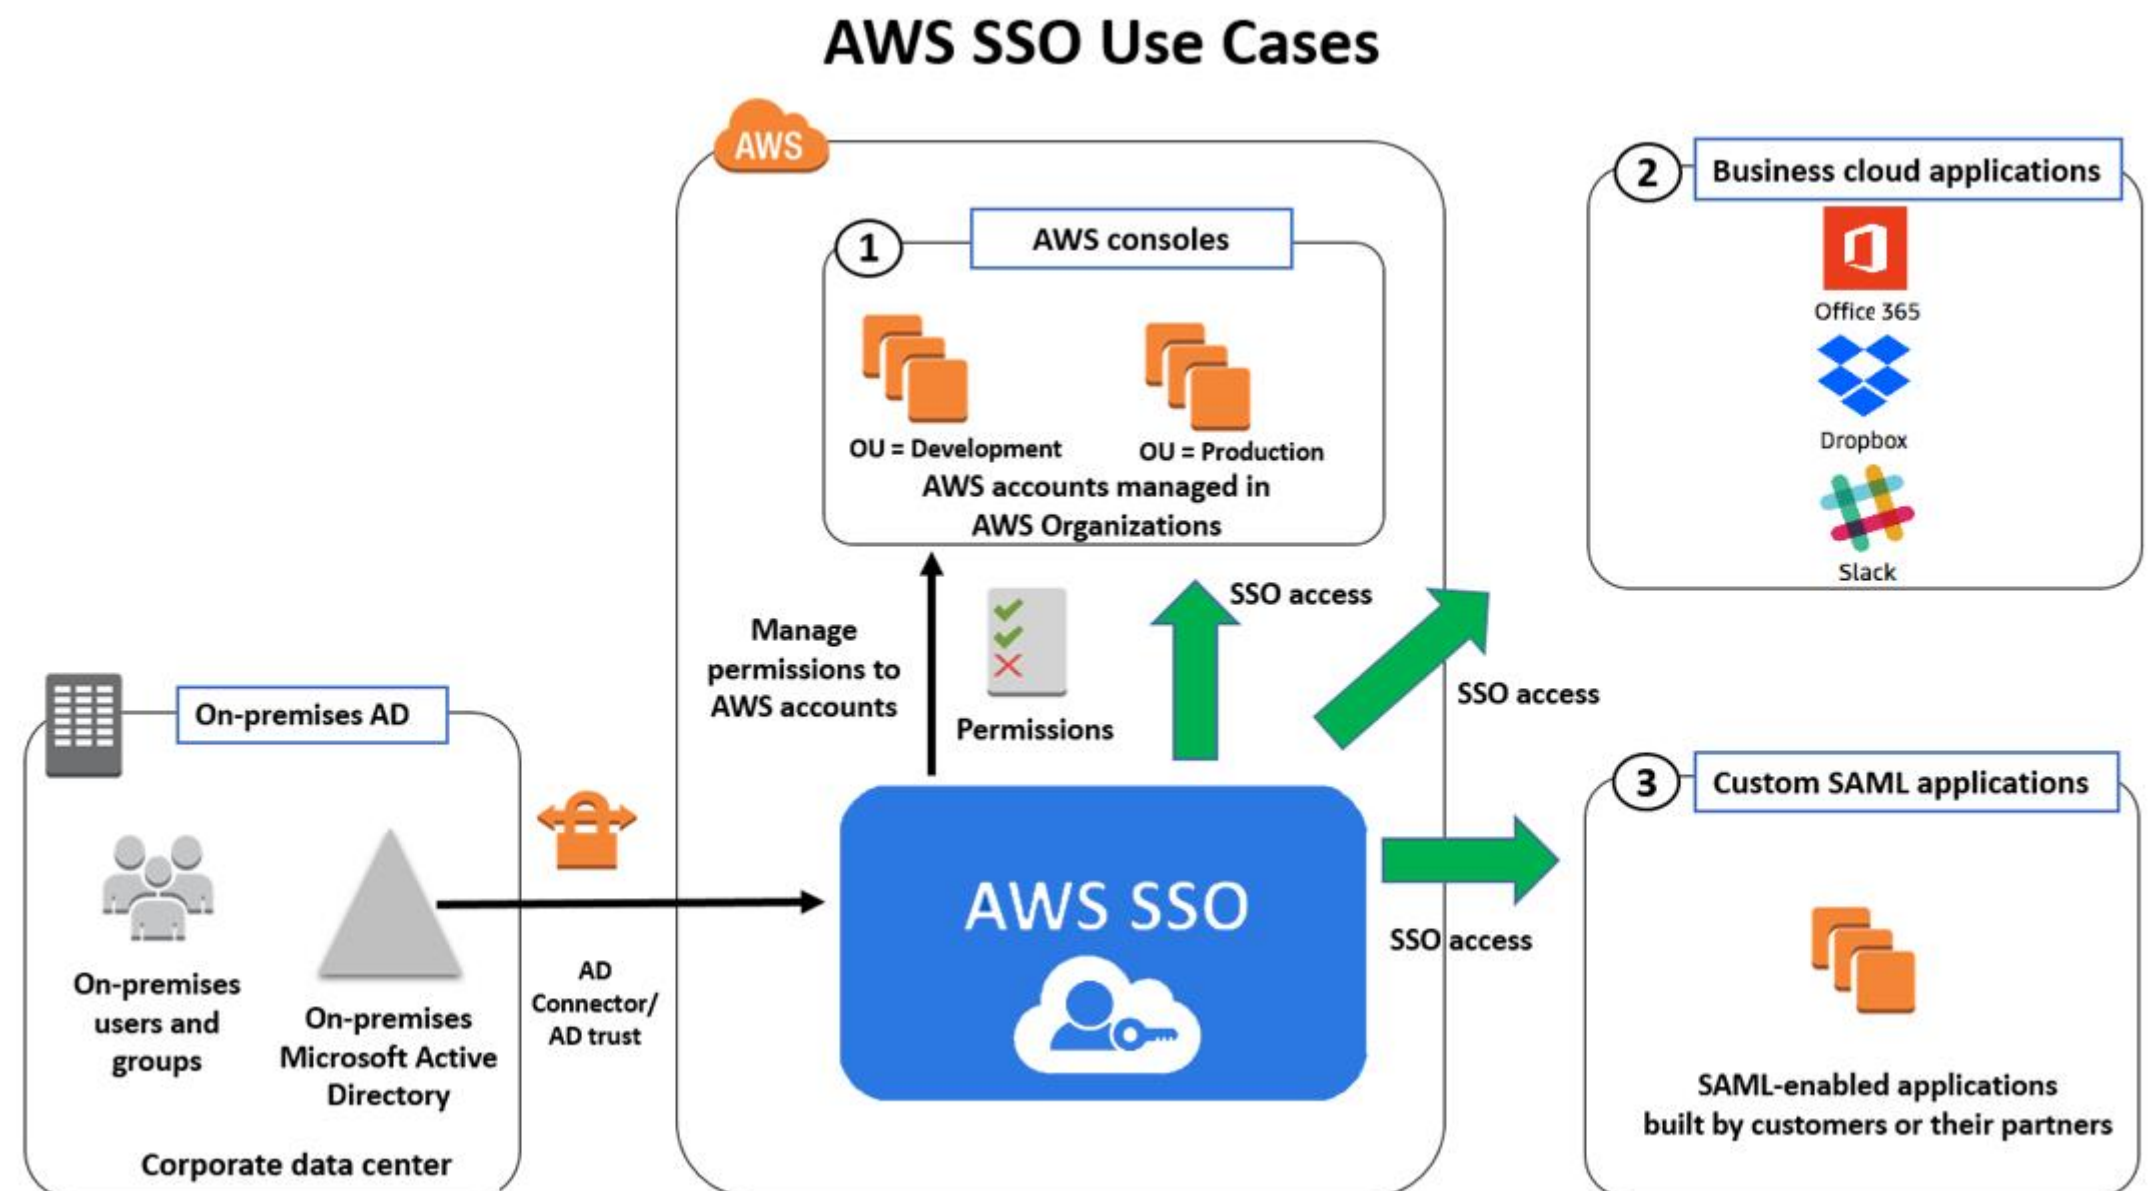 AWS SSO Use Cases
AWS
1
AWS consoles
OU = Development
OU = Production
AWS accounts managed in
AWS Organizations
2
Business cloud applications
Office 365
Dropbox
Slack
Manage
permissions to
AWS accounts
Permissions
SSO access
SSO access
On-premises AD
On-premises
users and
groups
On-premises
Microsoft Active
Directory
Corporate data center
AD
Connector/
AD trust
AWS SSO
SSO access
3
Custom SAML applications
SAML-enabled applications
built by customers or their partners